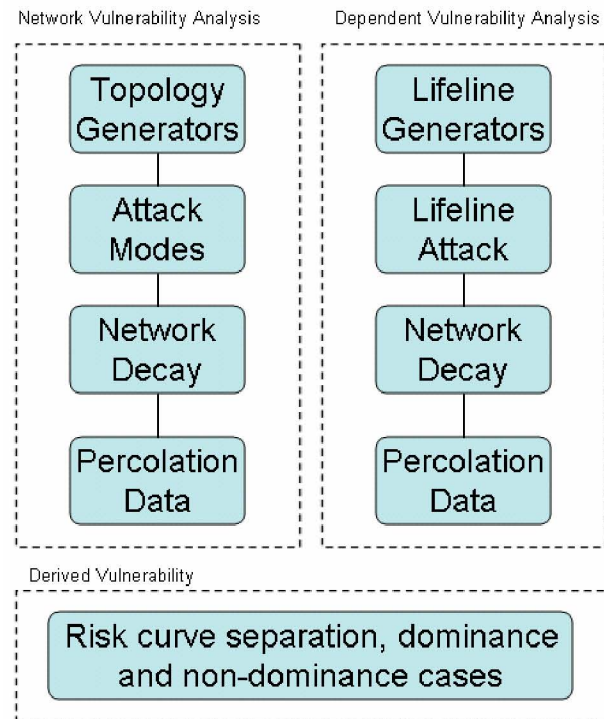 Network Vulnerability Analysis
Topology
Generators
Attack
Modes
Network
Decay
Percolation
Data
Dependent Vulnerability Analysis
Lifeline
Generators
Lifeline
Attack
Network
Decay
Percolation
Data
Derived Vulnerability
Risk curve separation, dominance
and non-dominance cases